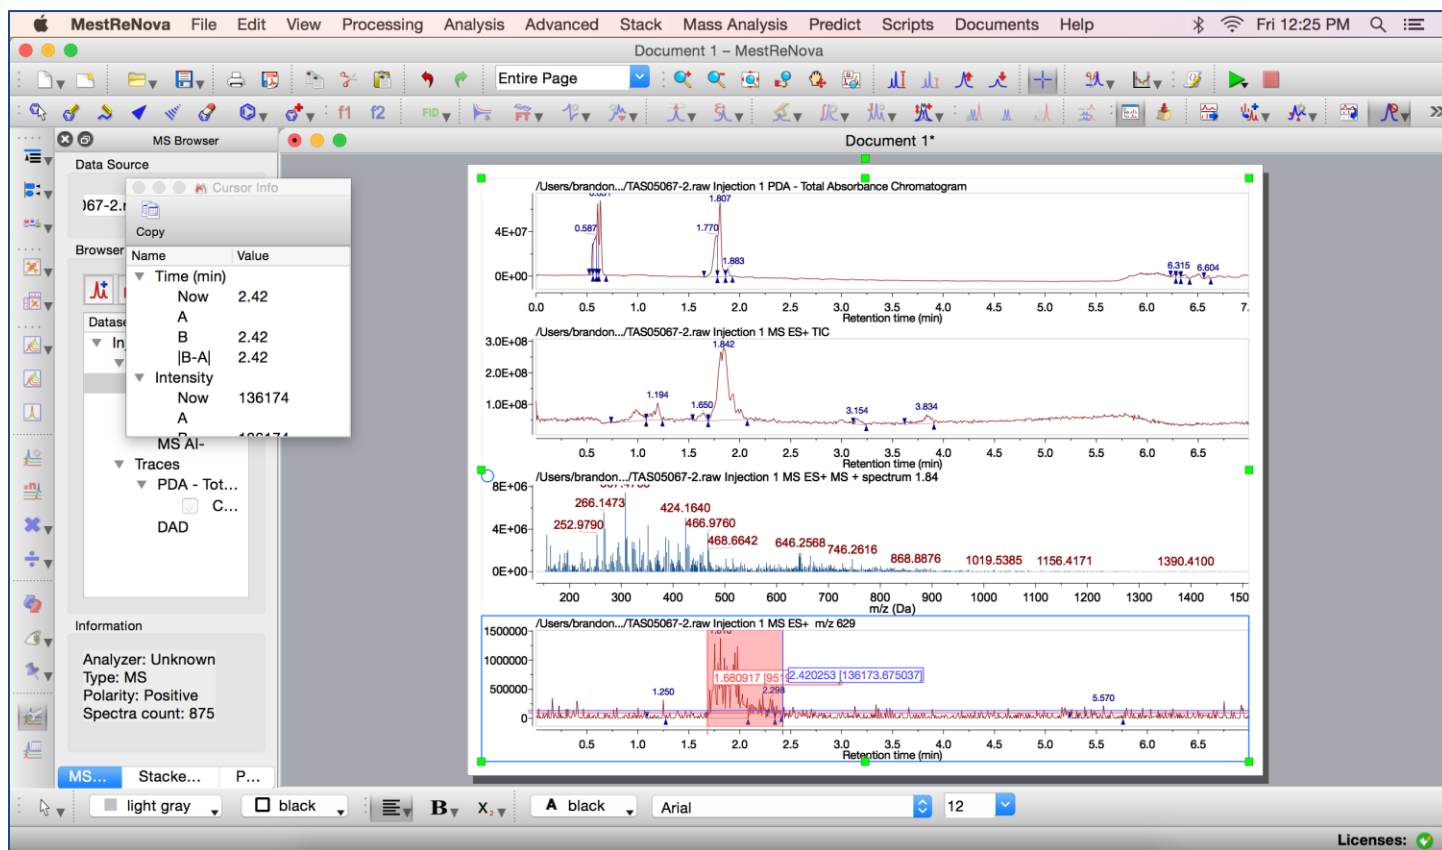 MestReNova File Edit View Processing Analysis Advanced Stack Mass Analysis Predict Scripts Documents Help Fri 12:25 PM
Document 1 – MestReNova
Entire Page
f1 f2 FID FT
MS Browser
Document 1*
Data Source
Cursor Info
Copy
Browser
Name Value
Time (min)
Now 2.42
A
B 2.42
|B-A| 2.42
Intensity
Now 136174
A
MS AI-
Traces
PDA - Tot...
C...
DAD
Information
Analyzer: Unknown
Type: MS
Polarity: Positive
Spectra count: 875
MS... Stacke... P...
/Users/brandon.../TAS05067-2.raw Injection 1 PDA - Total Absorbance Chromatogram
1.807
0.587 1.770
4E+07
1.883
6.315 6.604
0E+00
0.0 0.5 1.0 1.5 2.0 2.5 3.0 3.5 4.0 4.5 5.0 5.5 6.0 6.5 7.
Retention time (min)
/Users/brandon.../TAS05067-2.raw Injection 1 MS ES+ TIC
3.0E+08
1.842
2.0E+08
1.194
1.650 3.154 3.834
1.0E+08
0.5 1.0 1.5 2.0 2.5 3.0 3.5 4.0 4.5 5.0 5.5 6.0 6.5
Retention time (min)
/Users/brandon.../TAS05067-2.raw Injection 1 MS ES+ MS + spectrum 1.84
8E+06
266.1473 424.1640
4E+06
252.9790 466.9760
468.6642 646.2568 746.2616 868.8876 1019.5385 1156.4171 1390.4100
0E+00
200 300 400 500 600 700 800 900 1000 1100 1200 1300 1400 150
m/z (Da)
/Users/brandon.../TAS05067-2.raw Injection 1 MS ES+ m/z 629
1500000
1000000
1.680917 [951 2.420253 [136173.675037]
500000
1.250 2.298 5.570
0
0.5 1.0 1.5 2.0 2.5 3.0 3.5 4.0 4.5 5.0 5.5 6.0 6.5
Retention time (min)
light gray black B X₂ A black Arial 12
Licenses: